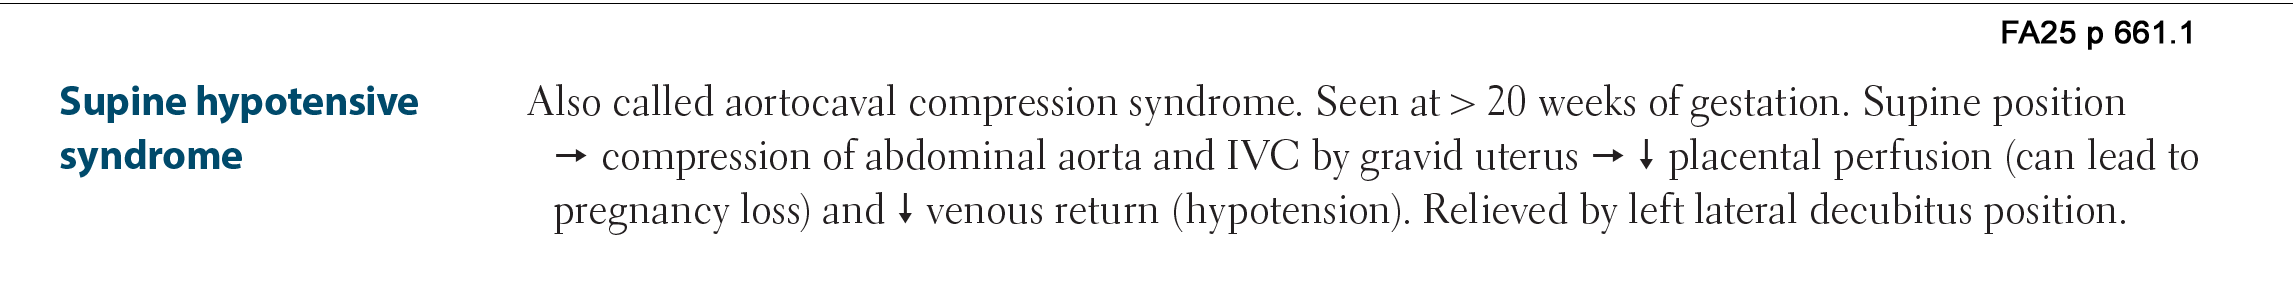 FA25 p 661.1
Supine hypotensive
syndrome
Also called aortocaval compression syndrome. Seen at > 20 weeks of gestation. Supine position
→ compression of abdominal aorta and IVC by gravid uterus → ↓ placental perfusion (can lead to
pregnancy loss) and ↓ venous return (hypotension). Relieved by left lateral decubitus position.